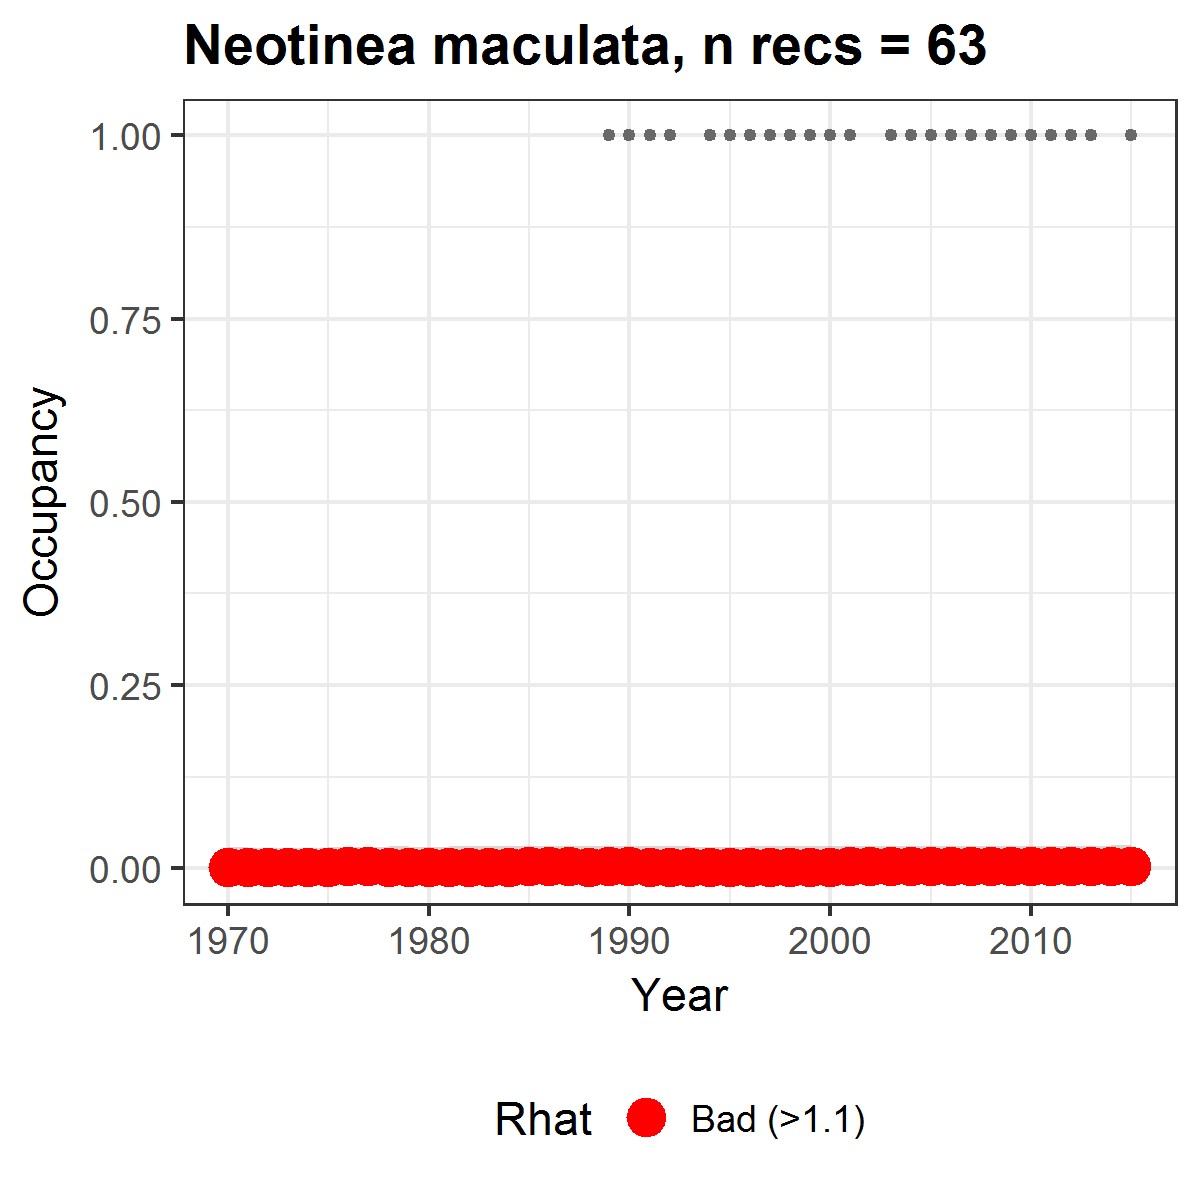 Neotinea maculata, n recs = 63
1.00
0.75
0.50
0.25
0.00
Occupancy
1970 1980 1990 2000 2010
Year
Rhat Bad (>1.1)